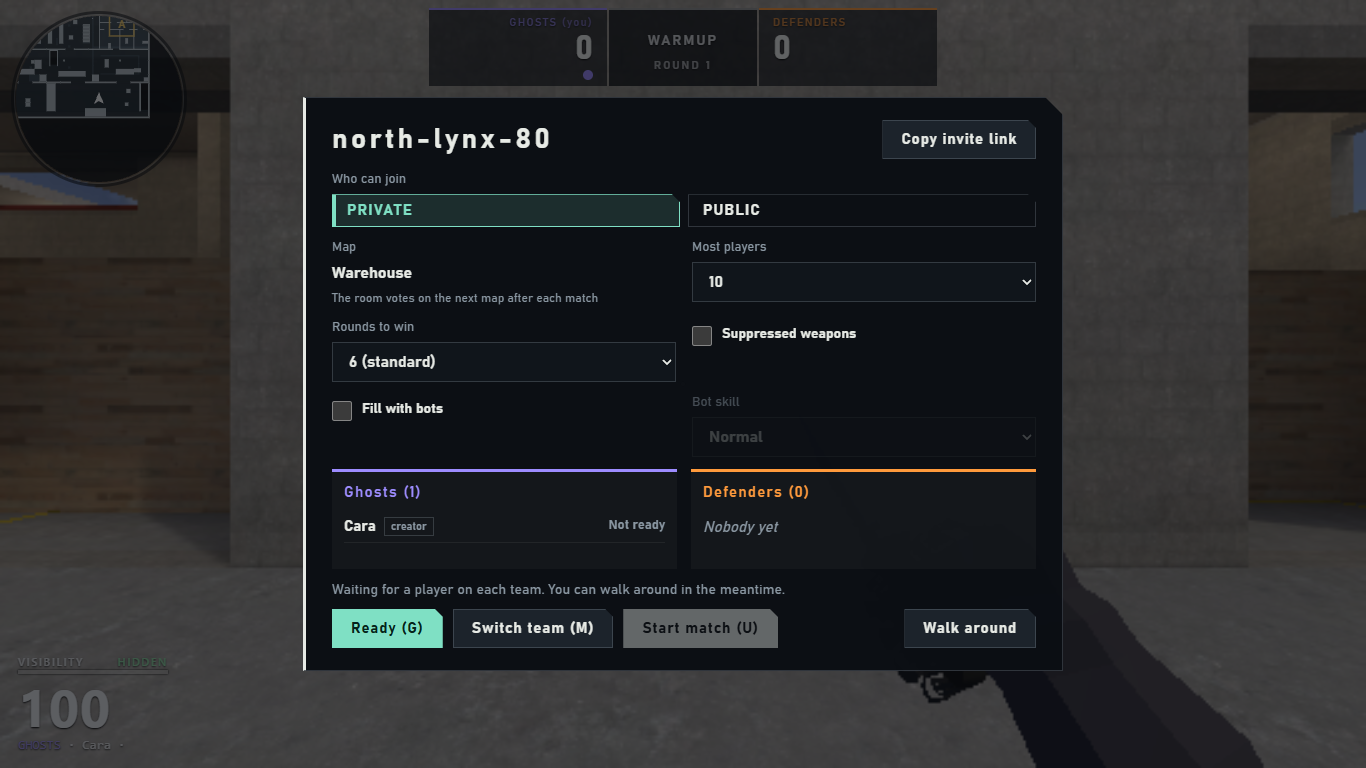 GHOSTS (you)
0
WARMUP
ROUND 1
DEFENDERS
0
north-lynx-80
Copy invite link
Who can join
PRIVATE
PUBLIC
Map
Warehouse
The room votes on the next map after each match
Most players
10
Rounds to win
6 (standard)
Suppressed weapons
Fill with bots
Bot skill
Normal
Ghosts (1)
Cara creator Not ready
Defenders (0)
Nobody yet
Waiting for a player on each team. You can walk around in the meantime.
Ready (G)
Switch team (M)
Start match (U)
Walk around
VISIBILITY HIDDEN
100
GHOSTS · Cara ·